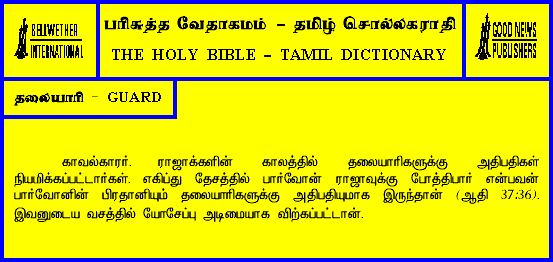 BELLWETHER
INTERNATIONAL
பரிசுத்த வேதாகமம் - தமிழ் சொல்லகராதி
THE HOLY BIBLE - TAMIL DICTIONARY
GOOD NEWS
PUBLISHERS
தலையாரி - GUARD
காவல்காரர். ராஜாக்களின் காலத்தில் தலையாரிகளுக்கு அதிபதிகள்
நியமிக்கப்பட்டார்கள். எகிப்து தேசத்தில் பார்வோன் ராஜாவுக்கு போத்திபார் என்பவன்
பார்வோனின் பிரதானியும் தலையாரிகளுக்கு அதிபதியுமாக இருந்தான் (ஆதி 37:36).
இவனுடைய வசத்தில் யோசேப்பு அடிமையாக விற்கப்பட்டான்.